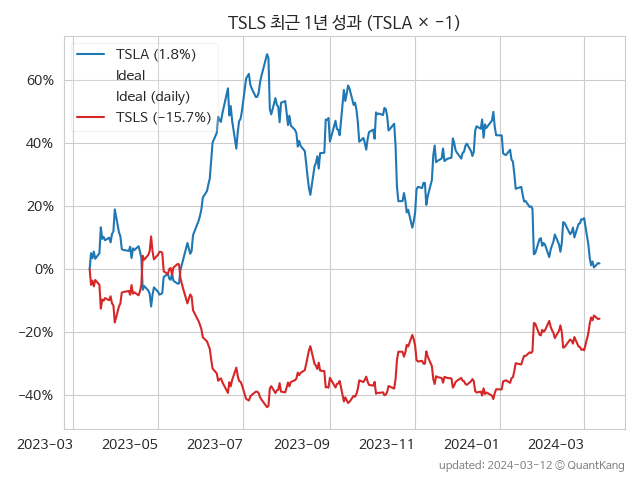 TSLS 최근 1년 성과 (TSLA × −1)
TSLA (1.8%)
Ideal
Ideal (daily)
TSLS (−15.7%)
60%
40%
20%
0%
−20%
−40%
2023−03 2023−05 2023−07 2023−09 2023−11 2024−01 2024−03
updated: 2024−03−12 © QuantKang